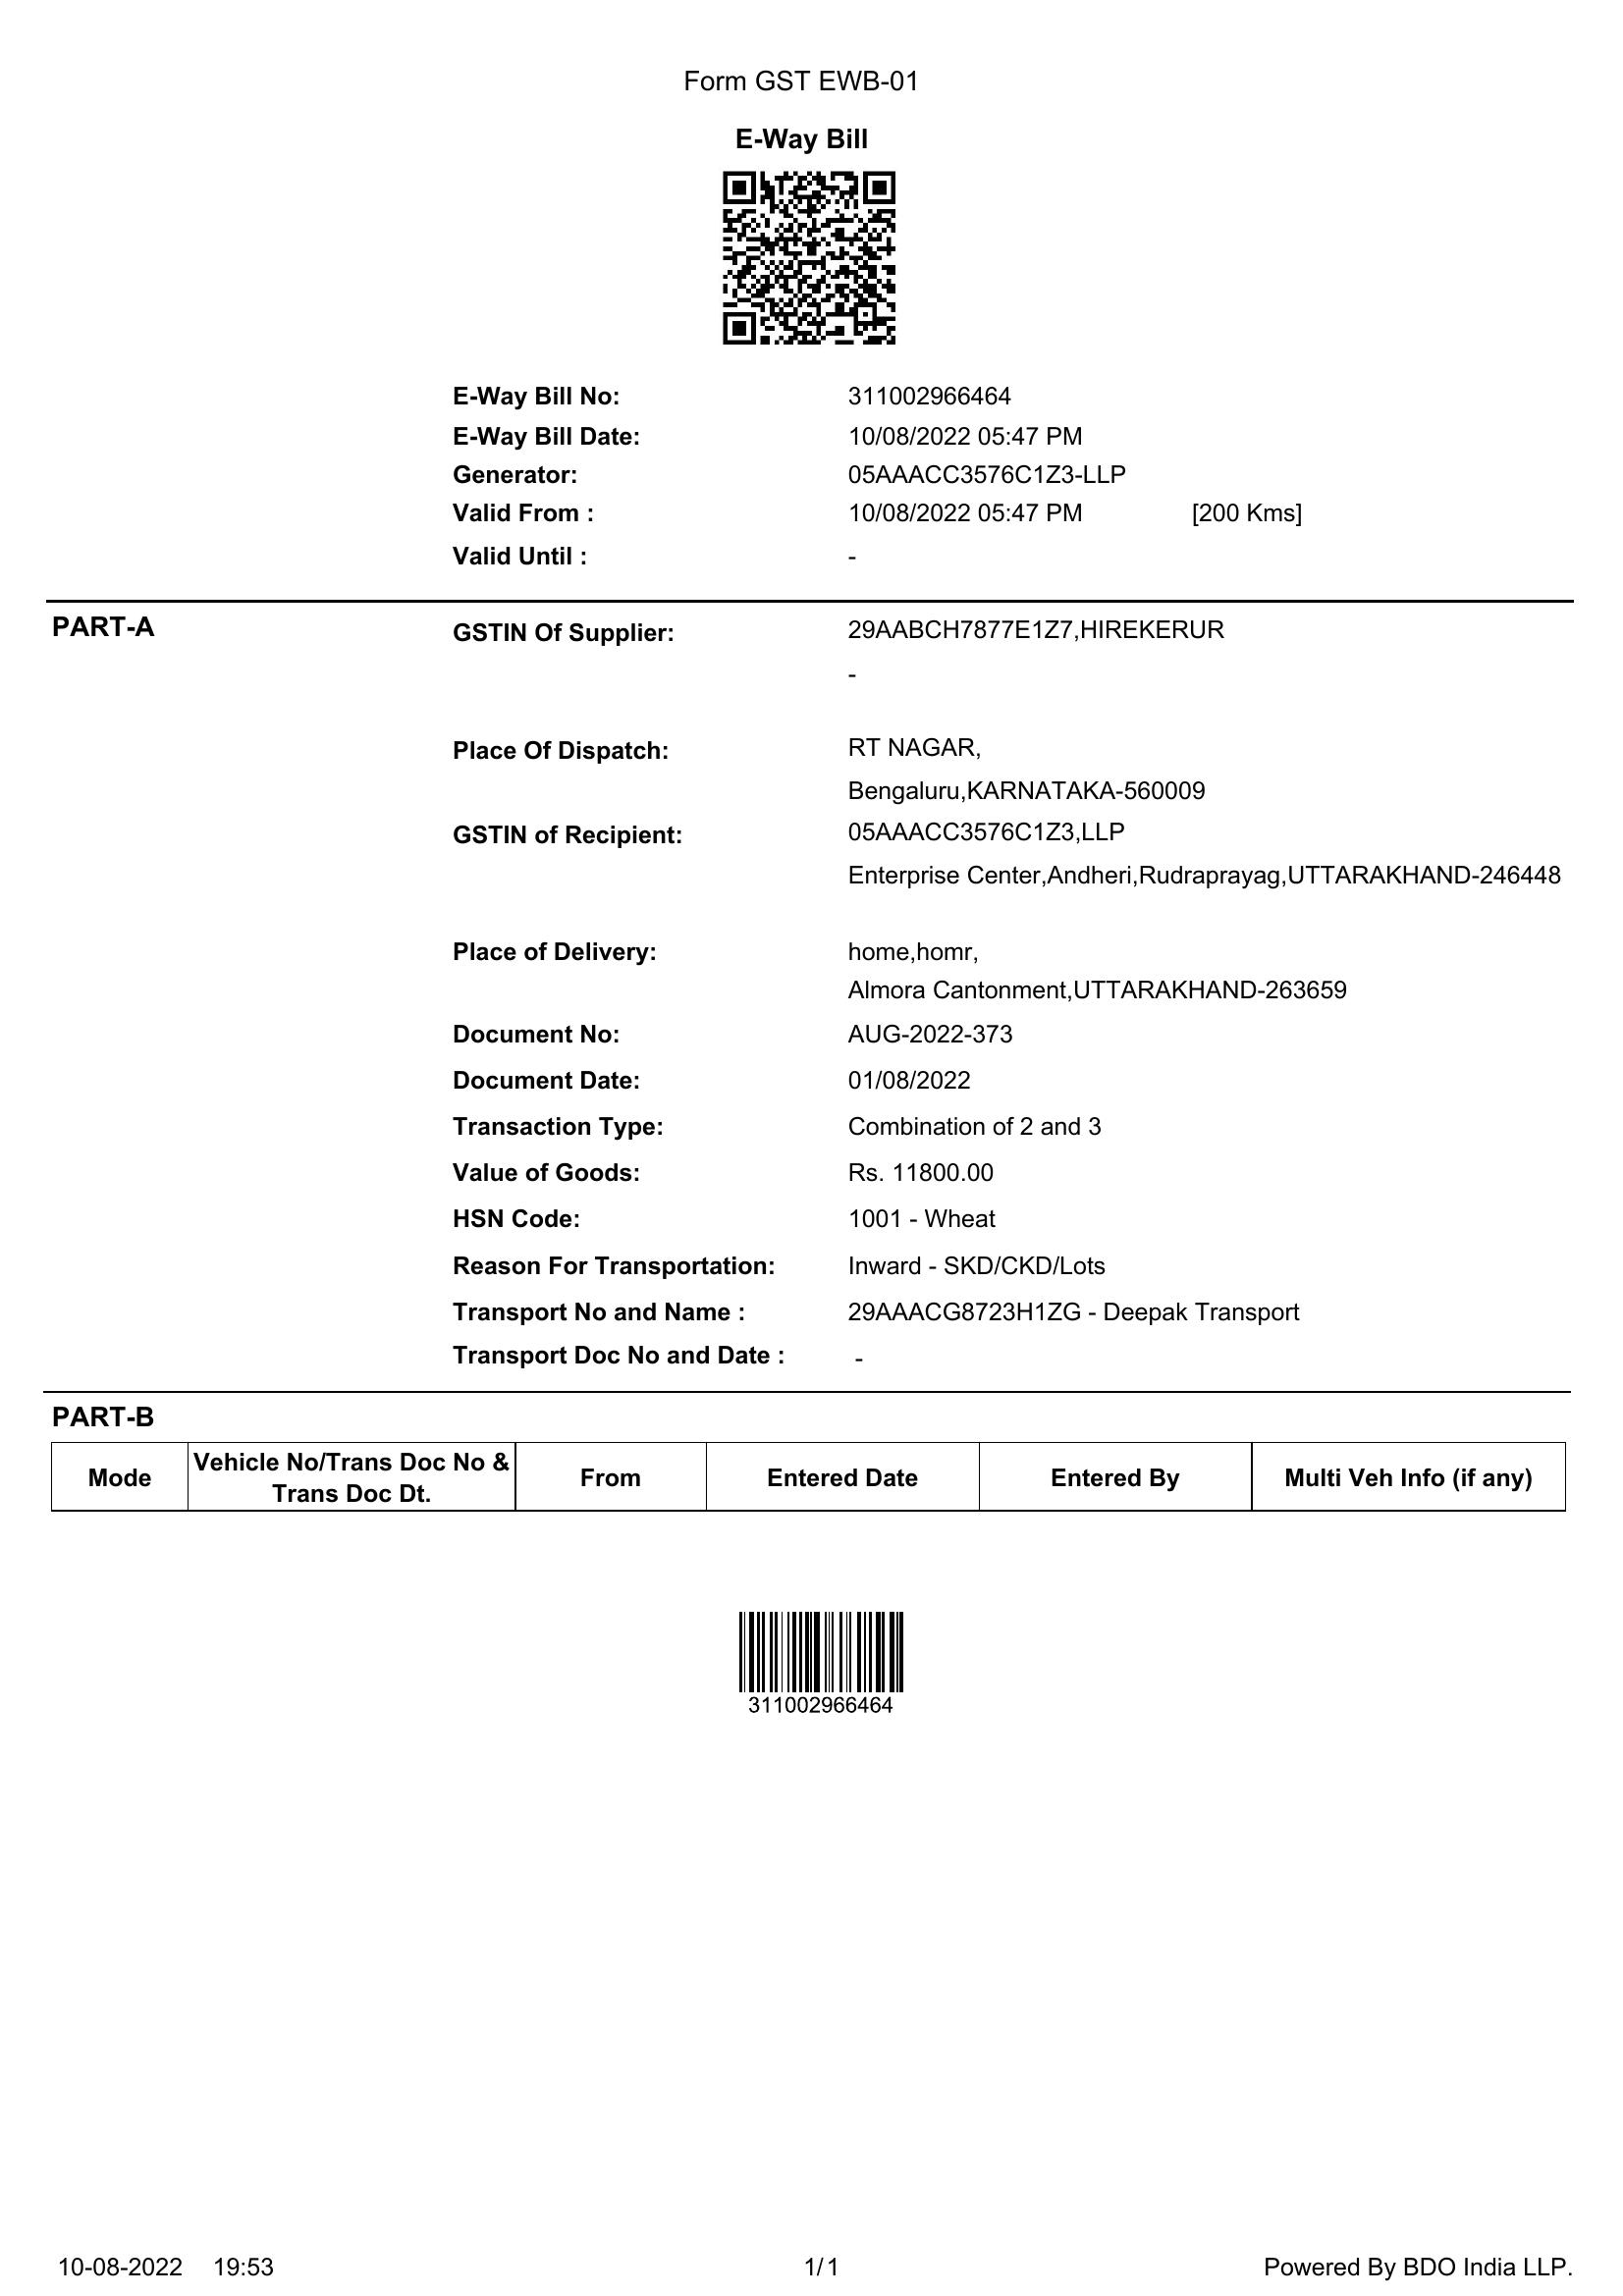 Form GST EWB-01
E-Way Bill
E-Way Bill No: 311002966464
E-Way Bill Date: 10/08/2022 05:47 PM
Generator: 05AAACC3576C1Z3-LLP
Valid From : 10/08/2022 05:47 PM [200 Kms]
Valid Until : -
PART-A
GSTIN Of Supplier: 29AABCH7877E1Z7,HIREKERUR
-
Place Of Dispatch: RT NAGAR,
Bengaluru,KARNATAKA-560009
GSTIN of Recipient: 05AAACC3576C1Z3,LLP
Enterprise Center,Andheri,Rudraprayag,UTTARAKHAND-246448
Place of Delivery: home,homr,
Almora Cantonment,UTTARAKHAND-263659
Document No: AUG-2022-373
Document Date: 01/08/2022
Transaction Type: Combination of 2 and 3
Value of Goods: Rs. 11800.00
HSN Code: 1001 - Wheat
Reason For Transportation: Inward - SKD/CKD/Lots
Transport No and Name : 29AAACG8723H1ZG - Deepak Transport
Transport Doc No and Date : -
PART-B
Mode Vehicle No/Trans Doc No & Trans Doc Dt. From Entered Date Entered By Multi Veh Info (if any)
311002966464
10-08-2022 19:53 1/1 Powered By BDO India LLP.